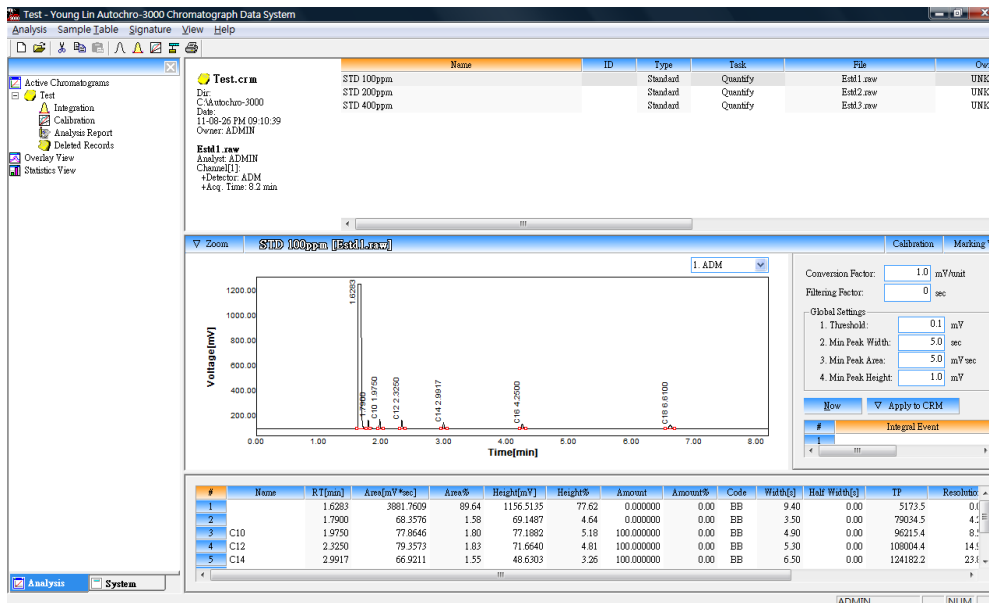 Test - Young Lin Autochro-3000 Chromatograph Data System
Analysis Sample Table Signature View Help
Active Chromatograms
Test
Integration
Calibration
Analysis Report
Deleted Records
Overlay View
Statistics View
Analysis System
Test.crm
Dir:
C:\Autochro-3000
Date:
11-08-26 PM 09:10:39
Owner: ADMIN
Estd1.raw
Analyst: ADMIN
Channel[1]:
+Detector: ADM
+Acq. Time: 8.2 min
Name ID Type Task File Ow
STD 100ppm Standard Quantify Estd1.raw UNK
STD 200ppm Standard Quantify Estd2.raw UNK
STD 400ppm Standard Quantify Estd3.raw UNK
Zoom STD 100ppm [Estd1.raw] Calibration Marking
1. ADM
Voltage[mV]
1200.00
1000.00
800.00
600.00
400.00
200.00
1.6283
1.7900
C10 1.9750
C12 2.3250
C14 2.9917
C16 4.2500
C18 6.6100
0.00 1.00 2.00 3.00 4.00 5.00 6.00 7.00 8.00
Time[min]
Conversion Factor: 1.0 mV/unit
Filtering Factor: 0 sec
Global Settings
1. Threshold: 0.1 mV
2. Min Peak Width: 5.0 sec
3. Min Peak Area: 5.0 mV sec
4. Min Peak Height: 1.0 mV
Now Apply to CRM
# Integral Event
1
# Name RT[min] Area[mV*sec] Area% Height[mV] Height% Amount Amount% Code Width[s] Half Width[s] TP Resolution
1 1.6283 3881.7609 89.64 1156.5135 77.62 0.000000 0.00 BB 9.40 0.00 5173.5
2 1.7900 68.3576 1.58 69.1487 4.64 0.000000 0.00 BB 3.50 0.00 79034.5
3 C10 1.9750 77.8646 1.80 77.1882 5.18 100.000000 0.00 BB 4.90 0.00 96215.4
4 C12 2.3250 79.3573 1.83 71.6640 4.81 100.000000 0.00 BB 5.30 0.00 108004.4
5 C14 2.9917 66.9211 1.55 48.6303 3.26 100.000000 0.00 BB 6.50 0.00 124182.2
ADMIN NUM